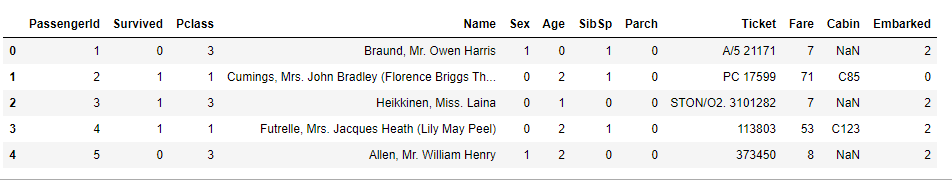 PassengerId Survived Pclass Name Sex Age SibSp Parch Ticket Fare Cabin Embarked
0 1 0 3 Braund, Mr. Owen Harris 1 0 1 0 A/5 21171 7 NaN 2
1 2 1 1 Cumings, Mrs. John Bradley (Florence Briggs Th... 0 2 1 0 PC 17599 71 C85 0
2 3 1 3 Heikkinen, Miss. Laina 0 1 0 0 STON/O2. 3101282 7 NaN 2
3 4 1 1 Futrelle, Mrs. Jacques Heath (Lily May Peel) 0 2 1 0 113803 53 C123 2
4 5 0 3 Allen, Mr. William Henry 1 2 0 0 373450 8 NaN 2